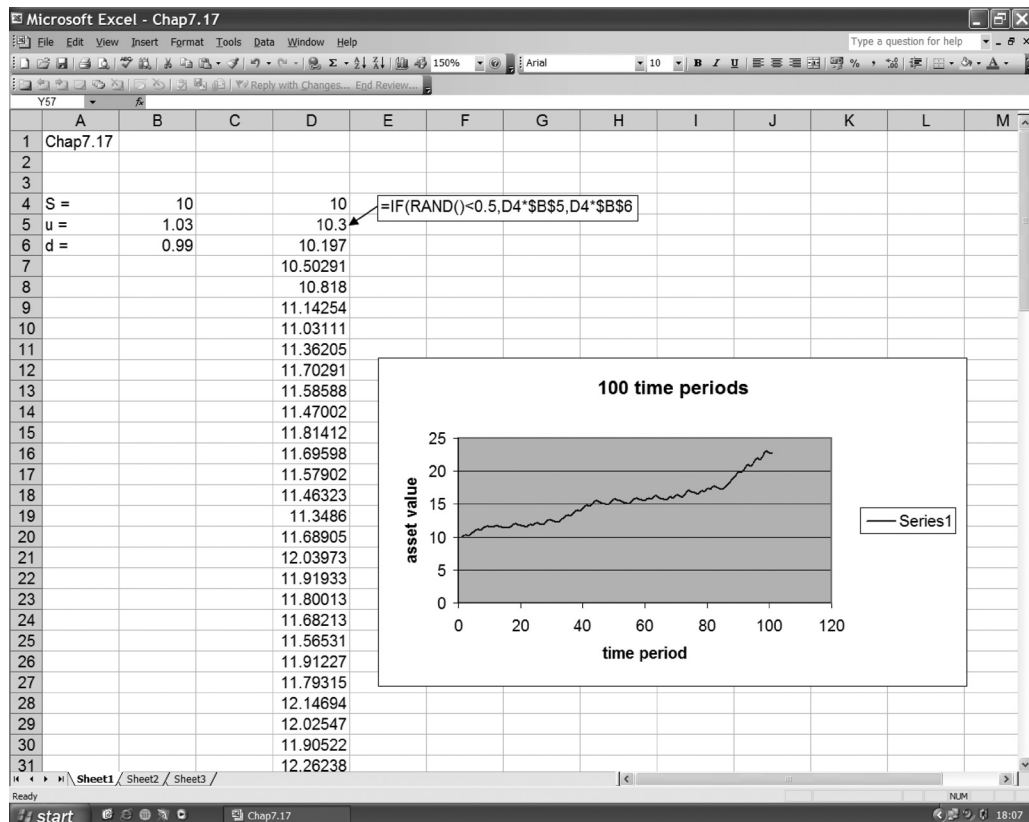 Microsoft Excel - Chap7.17
File Edit View Insert Format Tools Data Window Help
Type a question for help
150%
Arial
10
B I U
Reply with Changes... End Review...
Y57
fx
A B C D E F G H I J K L M
1 Chap7.17
2
3
4 S = 10 10 =IF(RAND()<0.5,D4*$B$5,D4*$B$6
5 u = 1.03 10.3
6 d = 0.99 10.197
7 10.50291
8 10.818
9 11.14254
10 11.03111
11 11.36205
12 11.70291
13 11.58588
14 11.47002
15 11.81412
16 11.69598
17 11.57902
18 11.46323
19 11.3486
20 11.68905
21 12.03973
22 11.91933
23 11.80013
24 11.68213
25 11.56531
26 11.91227
27 11.79315
28 12.14694
29 12.02547
30 11.90522
31 12.26238
100 time periods
asset value
25
20
15
10
5
0
0 20 40 60 80 100 120
time period
Series1
Sheet1 Sheet2 Sheet3
Ready
NUM
start
Chap7.17
18:07